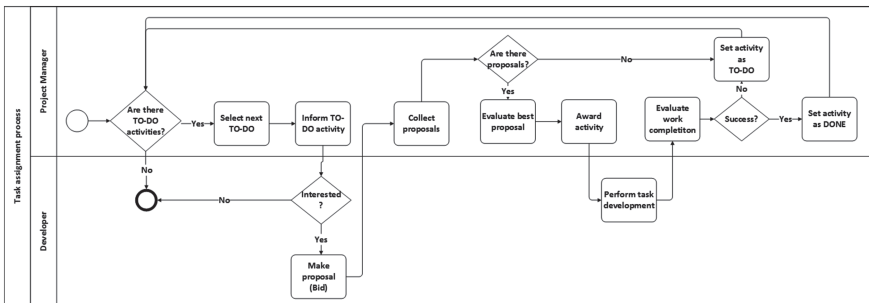 Task assignment process
Project Manager
Are there
TO-DO
activities?
Yes
Select next
TO-DO
Inform TO-
DO activity
Collect
proposals
Are there
proposals?
No
Yes
Evaluate best
proposal
Award
activity
Evaluate
work
completiton
Success?
No
Yes
Set activity
as
TO-DO
Set activity
as DONE
No
Developer
No
Interested
?
Yes
Make
proposal
(Bid)
Perform task
development